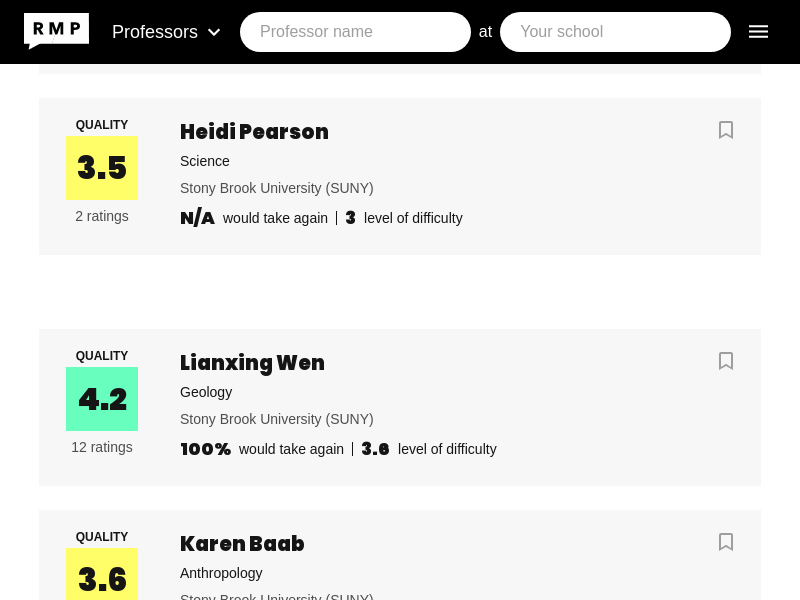 RMP
Professors
Professor name
at
Your school
QUALITY
3.5
2 ratings
Heidi Pearson
Science
Stony Brook University (SUNY)
N/A would take again | 3 level of difficulty
QUALITY
4.2
12 ratings
Lianxing Wen
Geology
Stony Brook University (SUNY)
100% would take again | 3.6 level of difficulty
QUALITY
3.6
Karen Baab
Anthropology
Stony Brook University (SUNY)